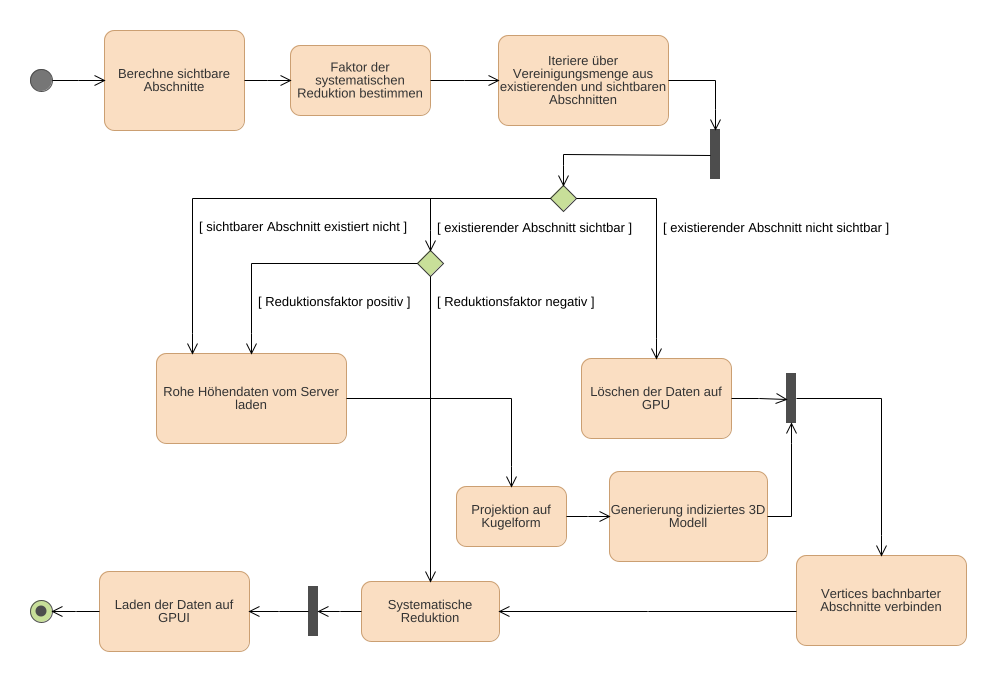 Berechne sichtbare
Abschnitte
Faktor der
systematischen
Reduktion bestimmen
Iteriere über
Vereinigungsmenge aus
existierenden und sichtbaren
Abschnitten
[ sichtbarer Abschnitt existiert nicht ]
[ existierender Abschnitt sichtbar ]
[ existierender Abschnitt nicht sichtbar ]
[ Reduktionsfaktor positiv ]
[ Reduktionsfaktor negativ ]
Rohe Höhendaten vom Server
laden
Löschen der Daten auf
GPU
Projektion auf
Kugelform
Generierung indiziertes 3D
Modell
Vertices bachnbarter
Abschnitte verbinden
Systematische
Reduktion
Laden der Daten auf
GPUI